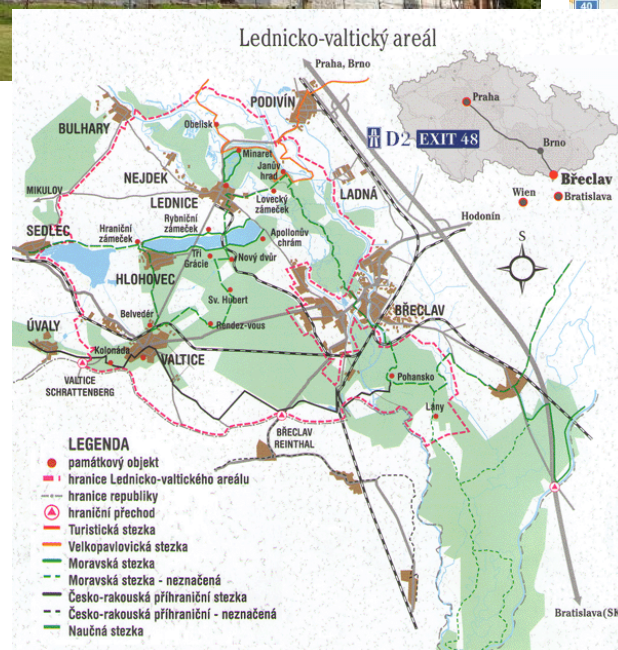 40
Lednicko-valtický areál
Praha, Brno
PODIVÍN
Praha
BULHARY
Obelisk
D2 EXIT 48
Brno
Minaret
Břeclav
Janův
hrad
NEJDEK
LADNÁ
Wien
Bratislava
MIKULOV
LEDNICE
Lovecký
zámeček
Hodonín
Rybniční
zámeček
SEDLEC
Hraniční
zámeček
Apollonův
chrám
S
Tři
Grácie
Nový dvůr
HLOHOVEC
Sv. Hubert
BŘECLAV
Belvedér
ÚVALY
Rendez-vous
Kolonáda
VALTICE
Pohansko
VALTICE
SCHRATTENBERG
Lány
BŘECLAV
REINTHAL
LEGENDA
památkový objekt
hranice Lednicko-valtického areálu
hranice republiky
hraniční přechod
Turistická stezka
Velkopavlovická stezka
Moravská stezka
Moravská stezka - neznačená
Česko-rakouská příhraniční stezka
Česko-rakouská příhraniční - neznačená
Naučná stezka
Bratislava(SK